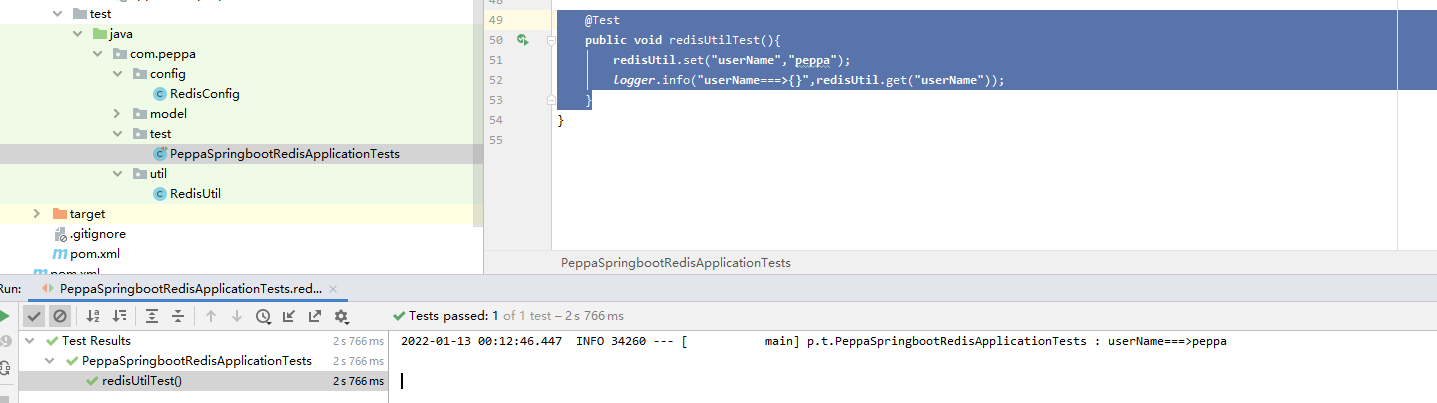 test
java
com.peppa
config
RedisConfig
model
test
PeppaSpringbootRedisApplicationTests
util
RedisUtil
target
.gitignore
pom.xml
pom.xml
49 @Test
50 public void redisUtilTest(){
51 redisUtil.set("userName","peppa");
52 logger.info("userName===>{}",redisUtil.get("userName"));
53 }
54 }
55
PeppaSpringbootRedisApplicationTests
Run: PeppaSpringbootRedisApplicationTests.red... ×
Tests passed: 1 of 1 test – 2 s 766 ms
Test Results 2 s 766 ms
PeppaSpringbootRedisApplicationTests 2 s 766 ms
redisUtilTest() 2 s 766 ms
2022-01-13 00:12:46.447 INFO 34260 --- [ main] p.t.PeppaSpringbootRedisApplicationTests : userName===>peppa